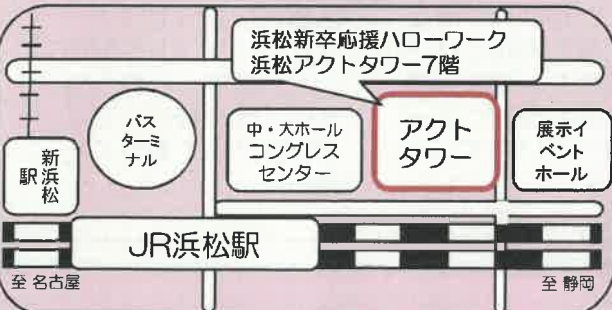 浜松新卒応援ハローワーク
浜松アクトタワー7階
バス
ターミ
ナル
中・大ホール
コングレス
センター
アクト
タワー
展示イ
ベント
ホール
新浜松
駅
JR浜松駅
至 名古屋
至 静岡